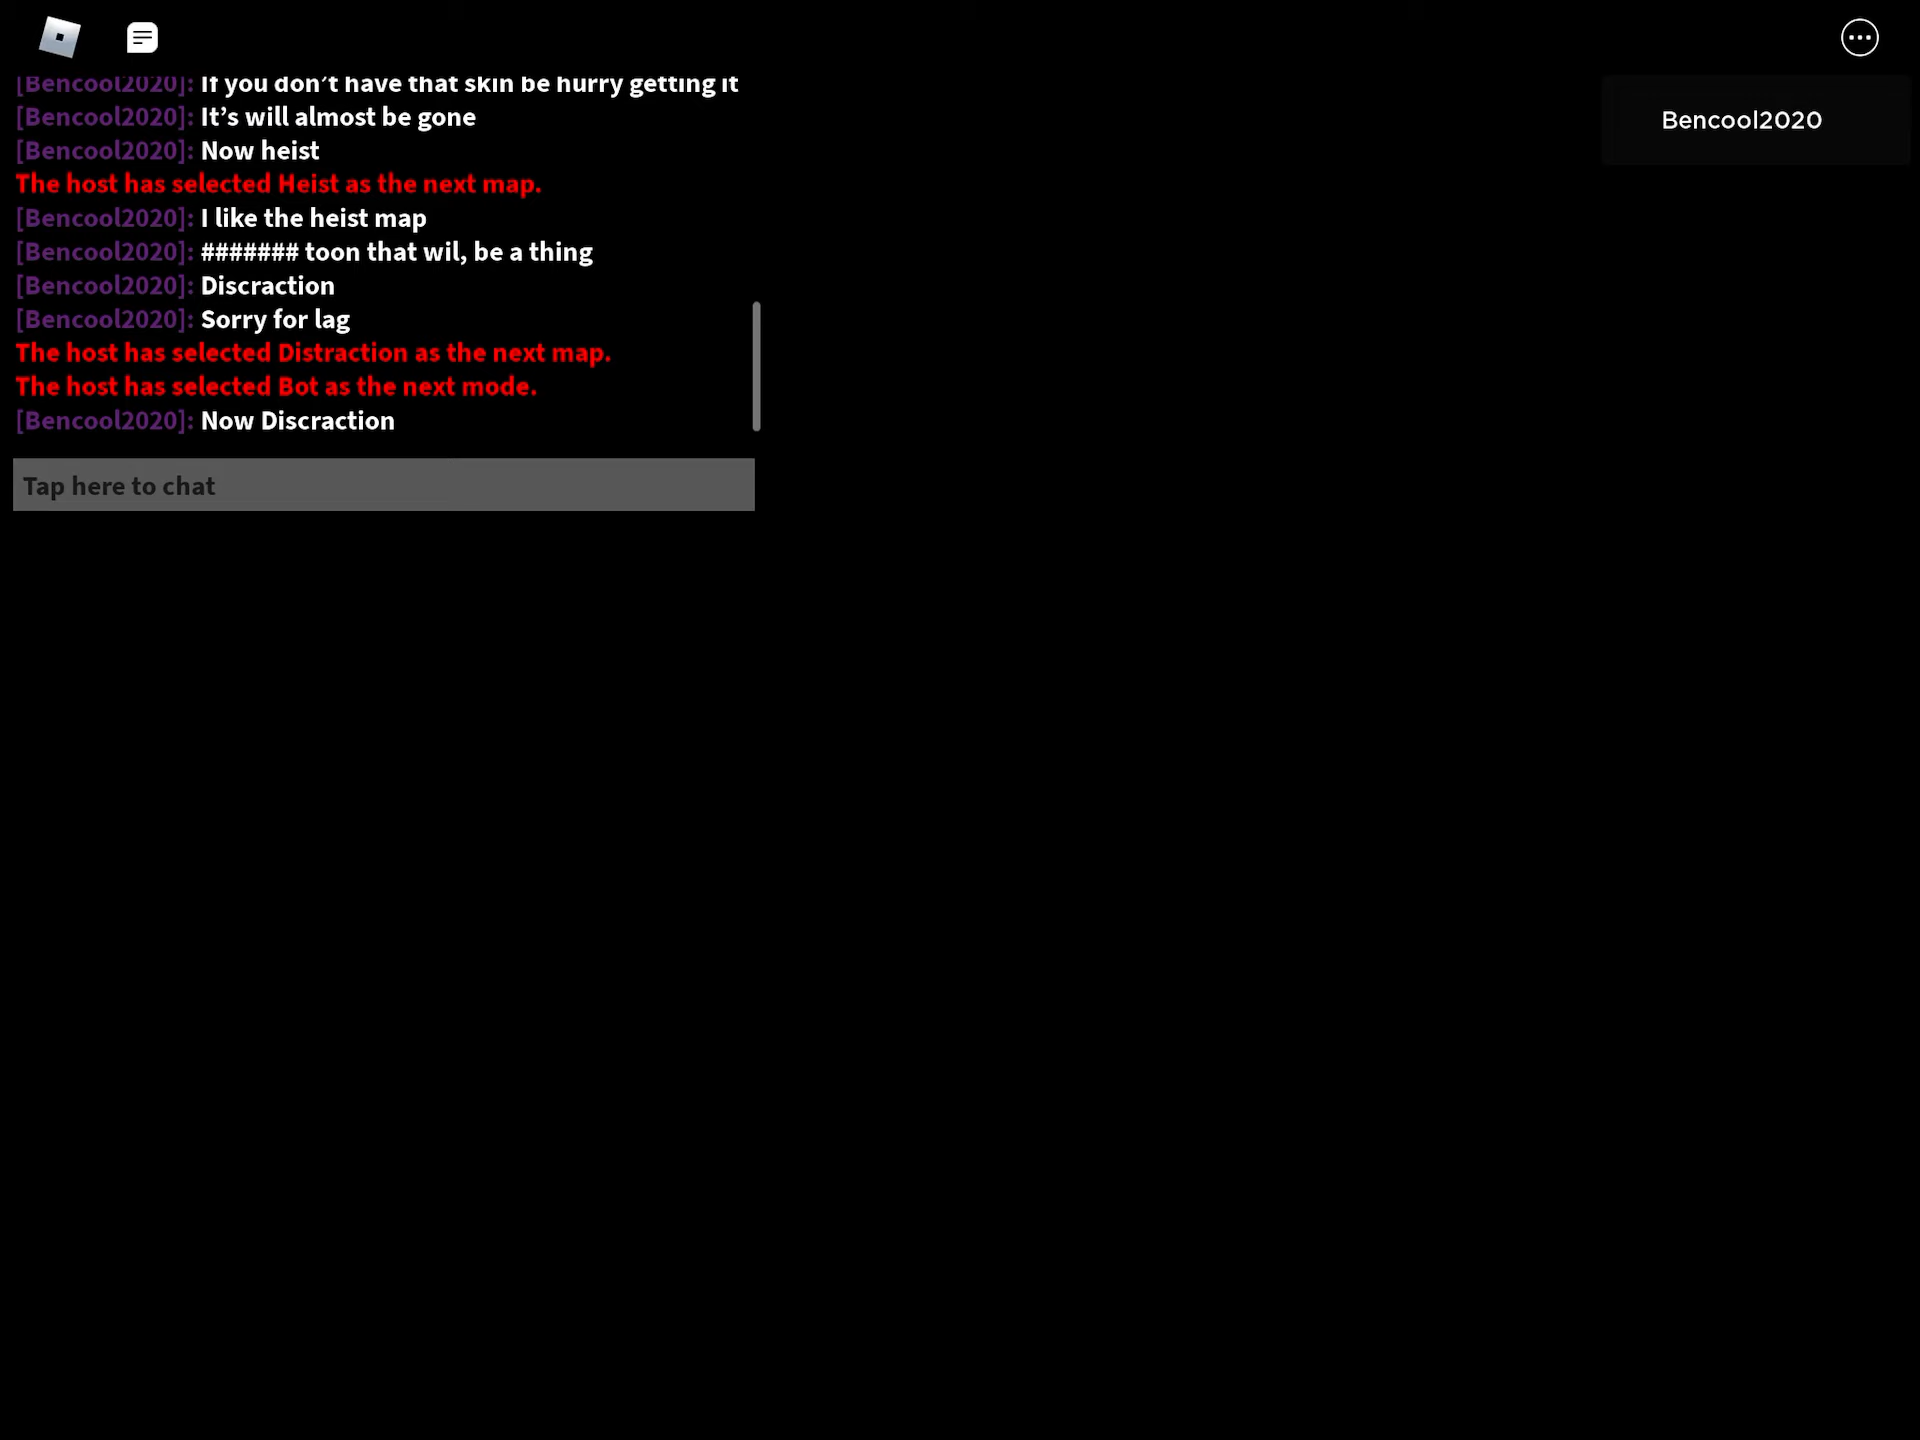 [Bencool2020]: If you don’t have that skin be hurry getting it
Bencool2020
[Bencool2020]: It’s will almost be gone
[Bencool2020]: Now heist
The host has selected Heist as the next map.
[Bencool2020]: I like the heist map
[Bencool2020]: ####### toon that wil, be a thing
[Bencool2020]: Discraction
[Bencool2020]: Sorry for lag
The host has selected Distraction as the next map.
The host has selected Bot as the next mode.
[Bencool2020]: Now Discraction
Tap here to chat